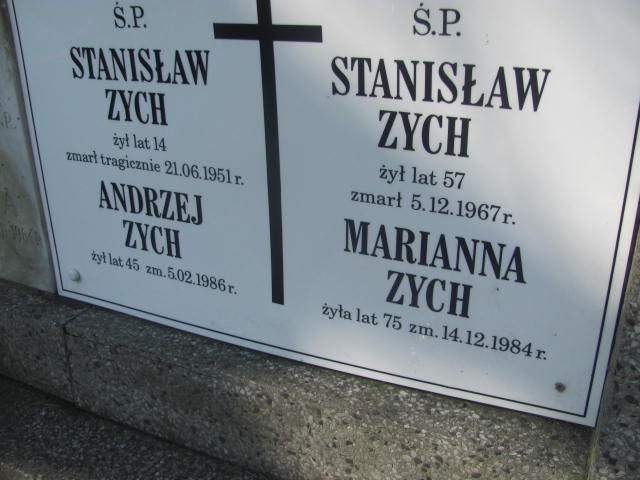 Ś.P.
STANISŁAW
ZYCH
żył lat 14
zmarł tragicznie 21.06.1951 r.
ANDRZEJ
ZYCH
żył lat 45 zm. 5.02.1986 r.
Ś.P.
STANISŁAW
ZYCH
żył lat 57
zmarł 5.12.1967 r.
MARIANNA
ZYCH
żyła lat 75 zm. 14.12.1984 r.